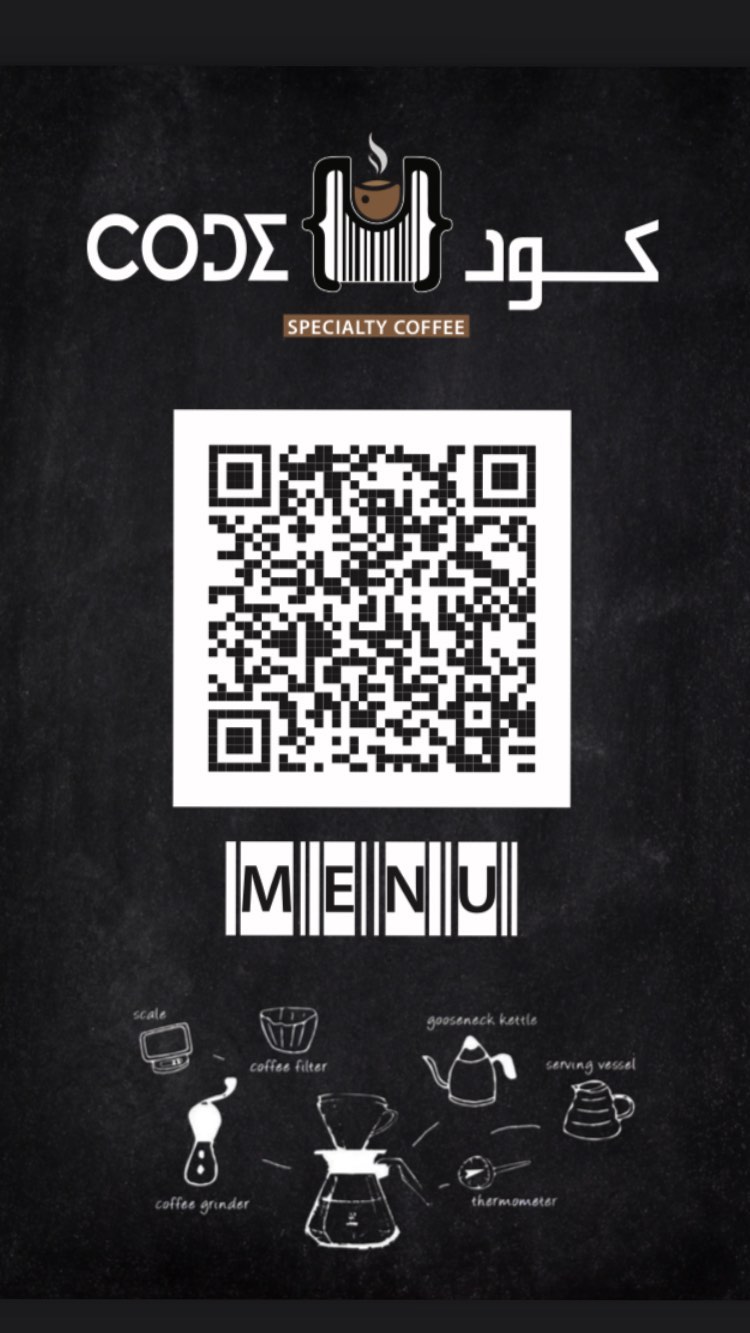 CODE كود
SPECIALTY COFFEE
MENU
scale
coffee filter
gooseneck kettle
serving vessel
coffee grinder
thermometer